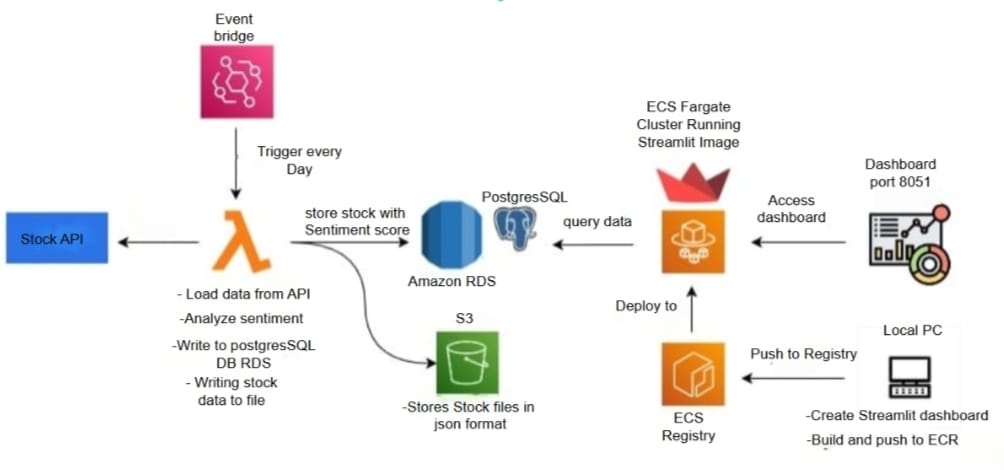 Event
bridge
Trigger every
Day
Stock API
- Load data from API
-Analyze sentiment
-Write to postgresSQL
DB RDS
- Writing stock
data to file
store stock with
Sentiment score
PostgresSQL
Amazon RDS
S3
-Stores Stock files in
json format
query data
ECS Fargate
Cluster Running
Streamlit Image
Access
dashboard
Dashboard
port 8051
Deploy to
ECS
Registry
Push to Registry
Local PC
-Create Streamlit dashboard
-Build and push to ECR